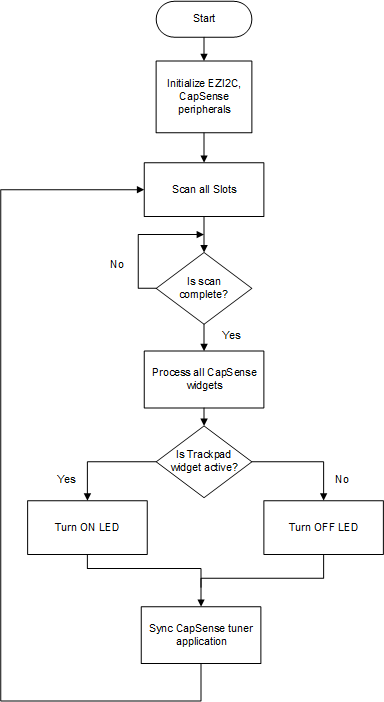 Start
Initialize EZI2C,
CapSense
peripherals
Scan all Slots
No
Is scan
complete?
Yes
Process all CapSense
widgets
Is Trackpad
widget active?
Yes
No
Turn ON LED
Turn OFF LED
Sync CapSense tuner
application